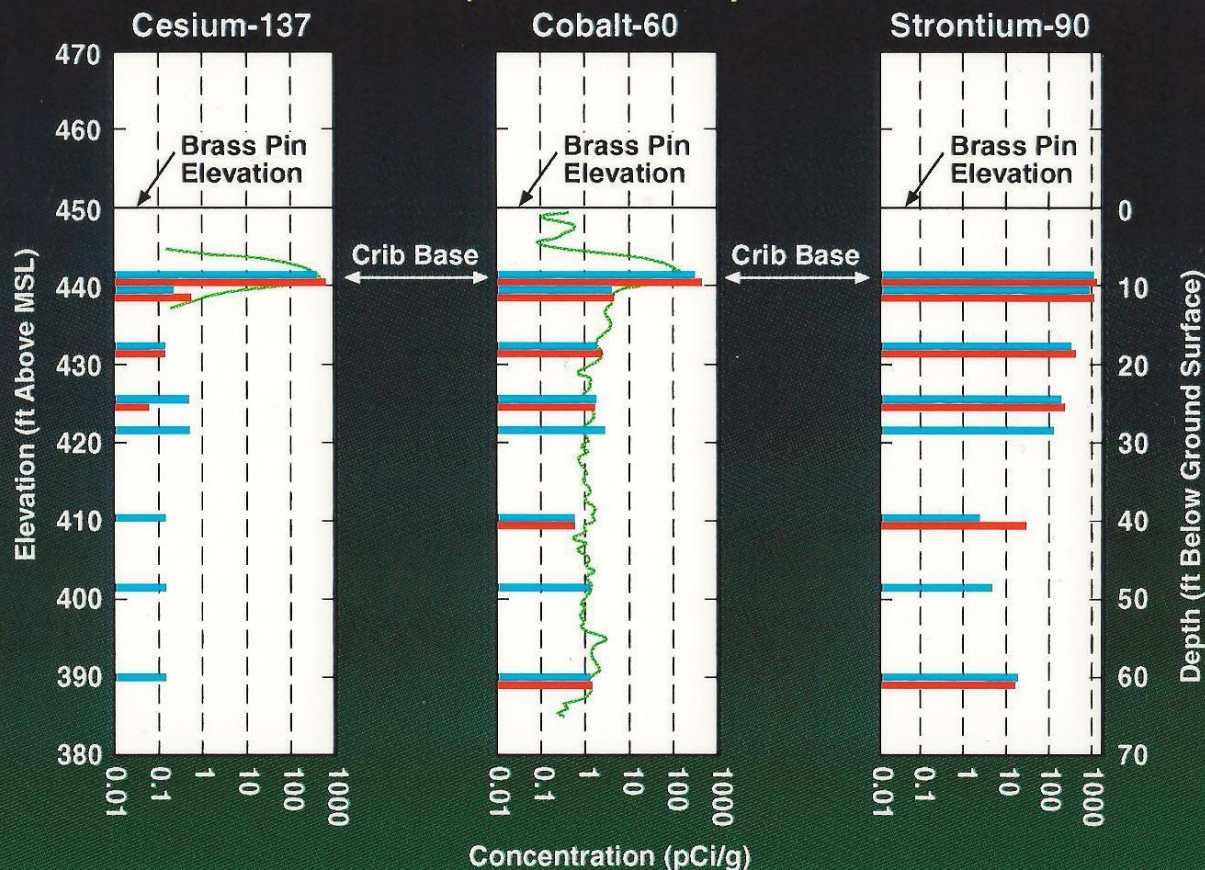 Cesium-137
Cobalt-60
Strontium-90
Elevation (ft Above MSL)
470
460
450
440
430
420
410
400
390
380
Brass Pin
Elevation
Brass Pin
Elevation
Brass Pin
Elevation
Crib Base
Crib Base
0
10
20
30
40
50
60
70
Depth (ft Below Ground Surface)
0.01
0.1
1
10
100
1000
0.01
0.1
1
10
100
1000
0.01
0.1
1
10
100
1000
Concentration (pCi/g)